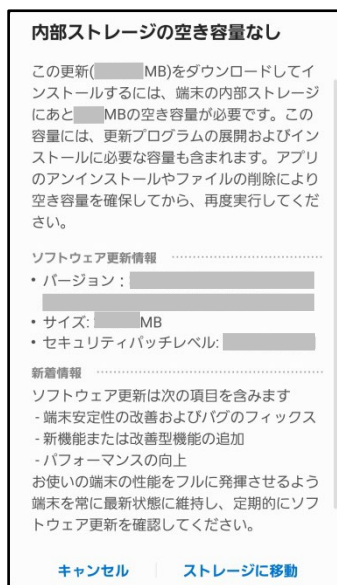 内部ストレージの空き容量なし
この更新( MB)をダウンロードしてイ
ンストールするには、端末の内部ストレージ
にあと MBの空き容量が必要です。この
容量には、更新プログラムの展開およびイン
ストールに必要な容量も含まれます。アプリ
のアンインストールやファイルの削除により
空き容量を確保してから、再度実行してくだ
さい。
ソフトウェア更新情報
• バージョン :
• サイズ: MB
• セキュリティパッチレベル:
新着情報
ソフトウェア更新は次の項目を含みます
- 端末安定性の改善およびバグのフィックス
- 新機能または改善型機能の追加
- パフォーマンスの向上
お使いの端末の性能をフルに発揮させるよう
端末を常に最新状態に維持し、定期的にソフ
トウェア更新を確認してください。
キャンセル ストレージに移動